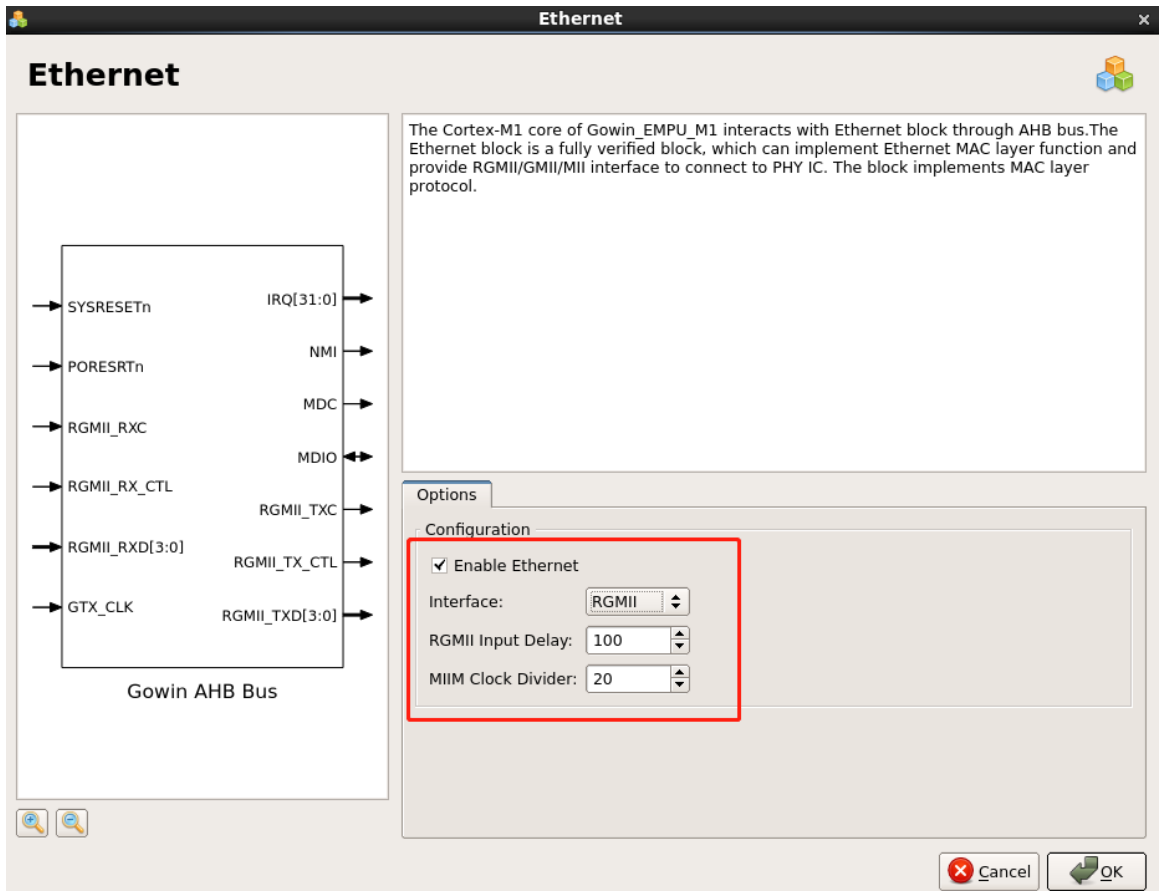 Ethernet
Ethernet
The Cortex-M1 core of Gowin_EMPU_M1 interacts with Ethernet block through AHB bus.The
Ethernet block is a fully verified block, which can implement Ethernet MAC layer function and
provide RGMII/GMII/MII interface to connect to PHY IC. The block implements MAC layer
protocol.
SYSRESETn
PORESRTn
RGMII_RXC
RGMII_RX_CTL
RGMII_RXD[3:0]
GTX_CLK
IRQ[31:0]
NMI
MDC
MDIO
RGMII_TXC
RGMII_TX_CTL
RGMII_TXD[3:0]
Gowin AHB Bus
Options
Configuration
Enable Ethernet
Interface: RGMII
RGMII Input Delay: 100
MIIM Clock Divider: 20
Cancel
OK